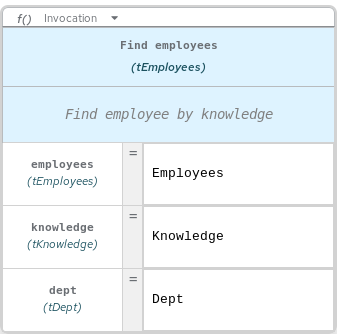 f() Invocation
Find employees
(tEmployees)
Find employee by knowledge
employees
(tEmployees)
= Employees
knowledge
(tKnowledge)
= Knowledge
dept
(tDept)
= Dept